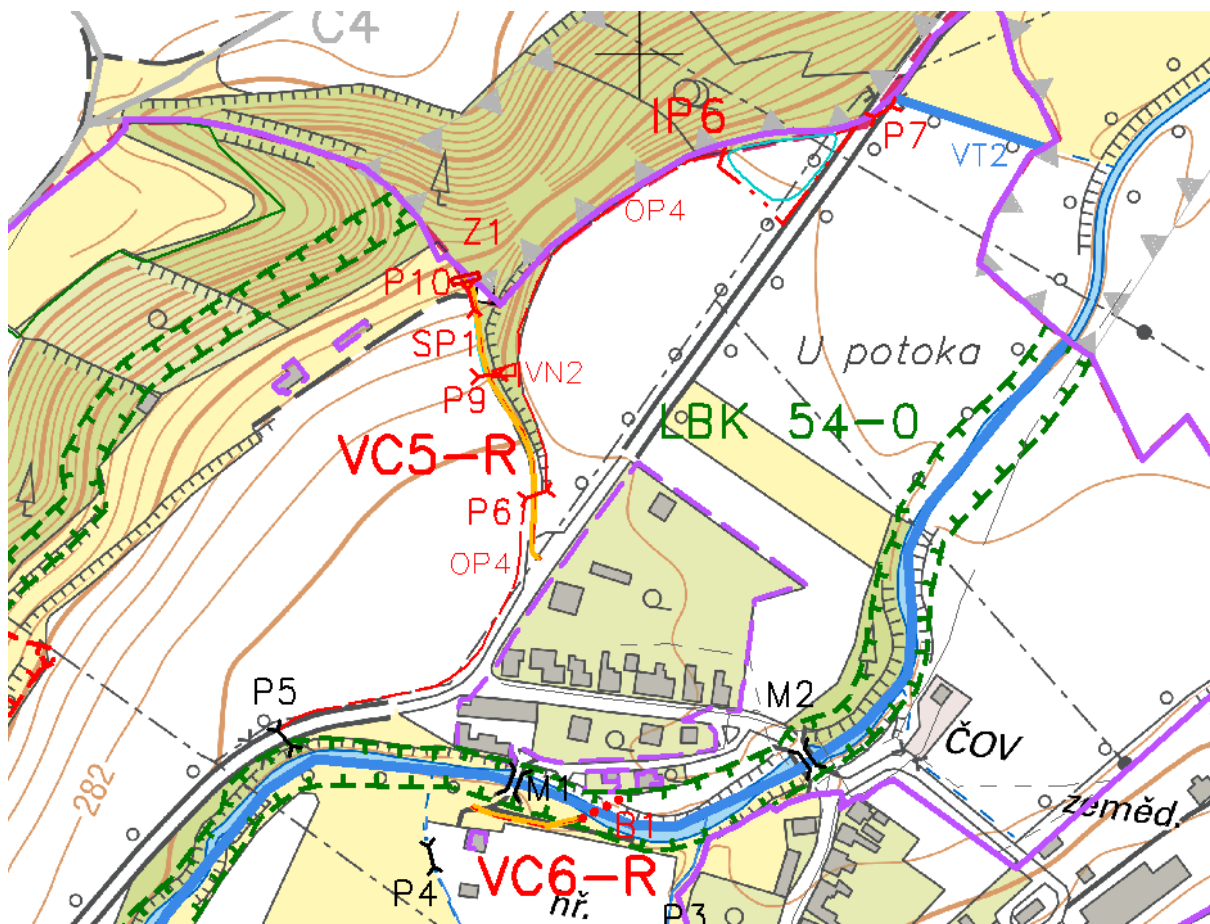 C4
IP6
P7
VT2
OP4
Z1
P10
SP1
VN2
P9
U potoka
LBK 54-0
VC5-R
P6
OP4
P5
M2
ČOV
282
M1
B1
zeměd.
VC6-R
P4
hř.
P3